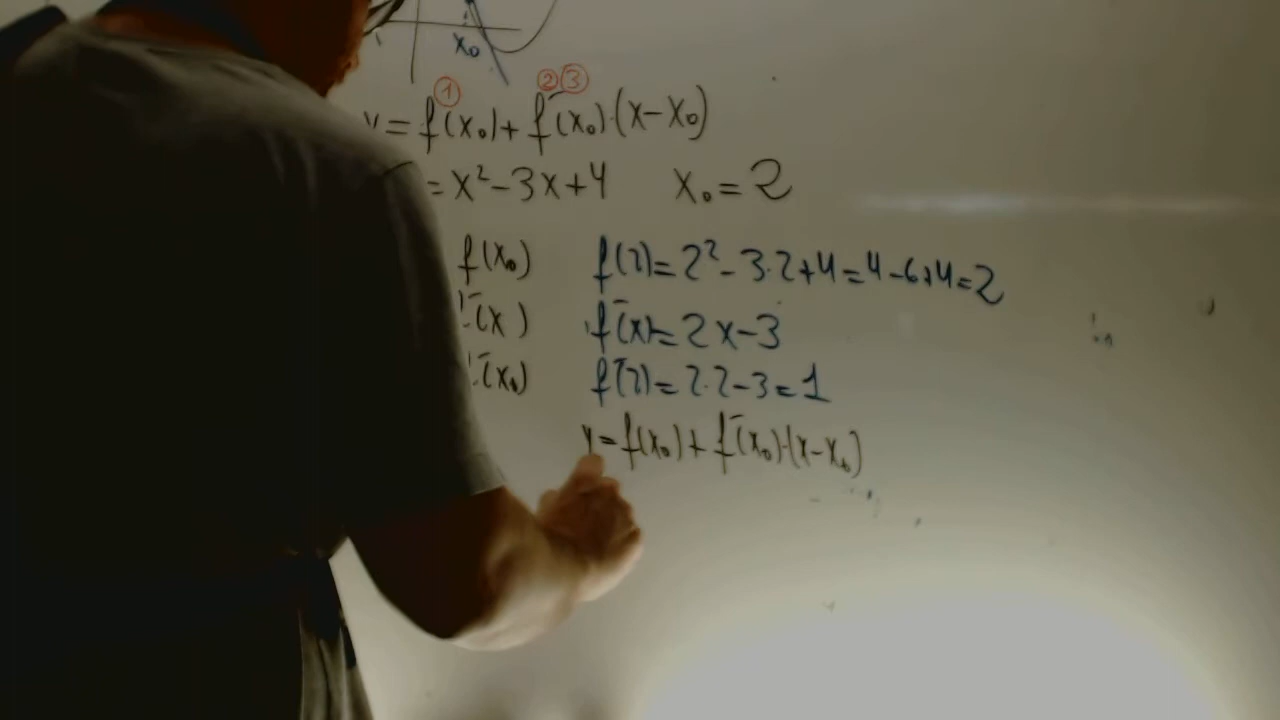 x₀
① ② ③
y = f(x₀) + f'(x₀)·(x-x₀)
= x² - 3x + 4 x₀ = 2
f(x₀) f(2) = 2² - 3·2 + 4 = 4 - 6 + 4 = 2
'(x ) f'(x) = 2x - 3
'(x₀) f'(2) = 2·2 - 3 = 1
y = f(x₀) + f'(x₀)·(x-x₀)